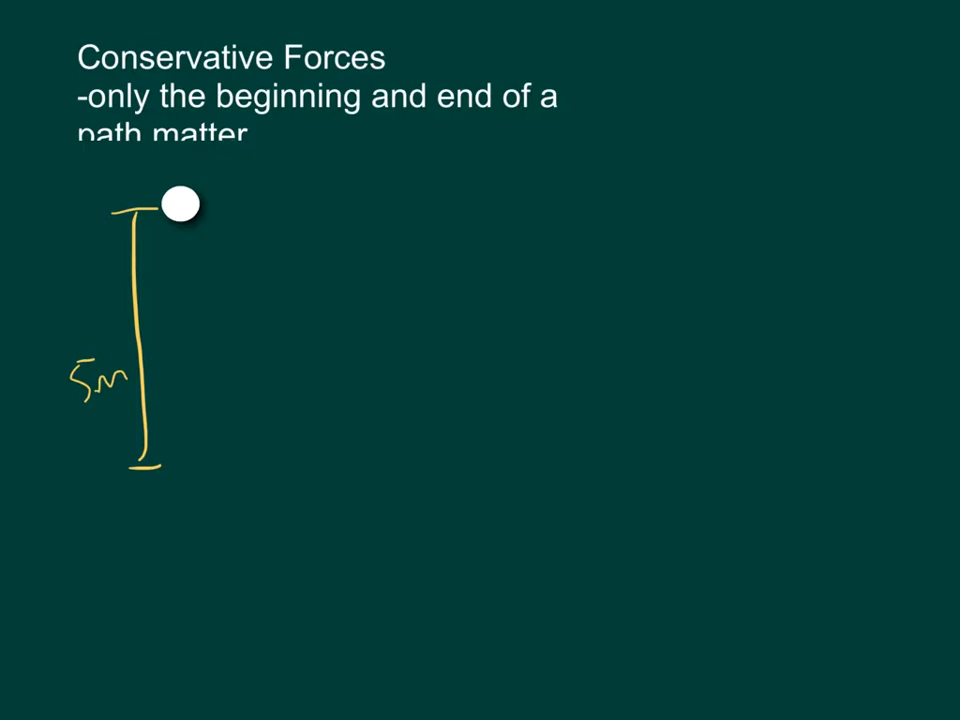 Conservative Forces
-only the beginning and end of a
path matter
5m